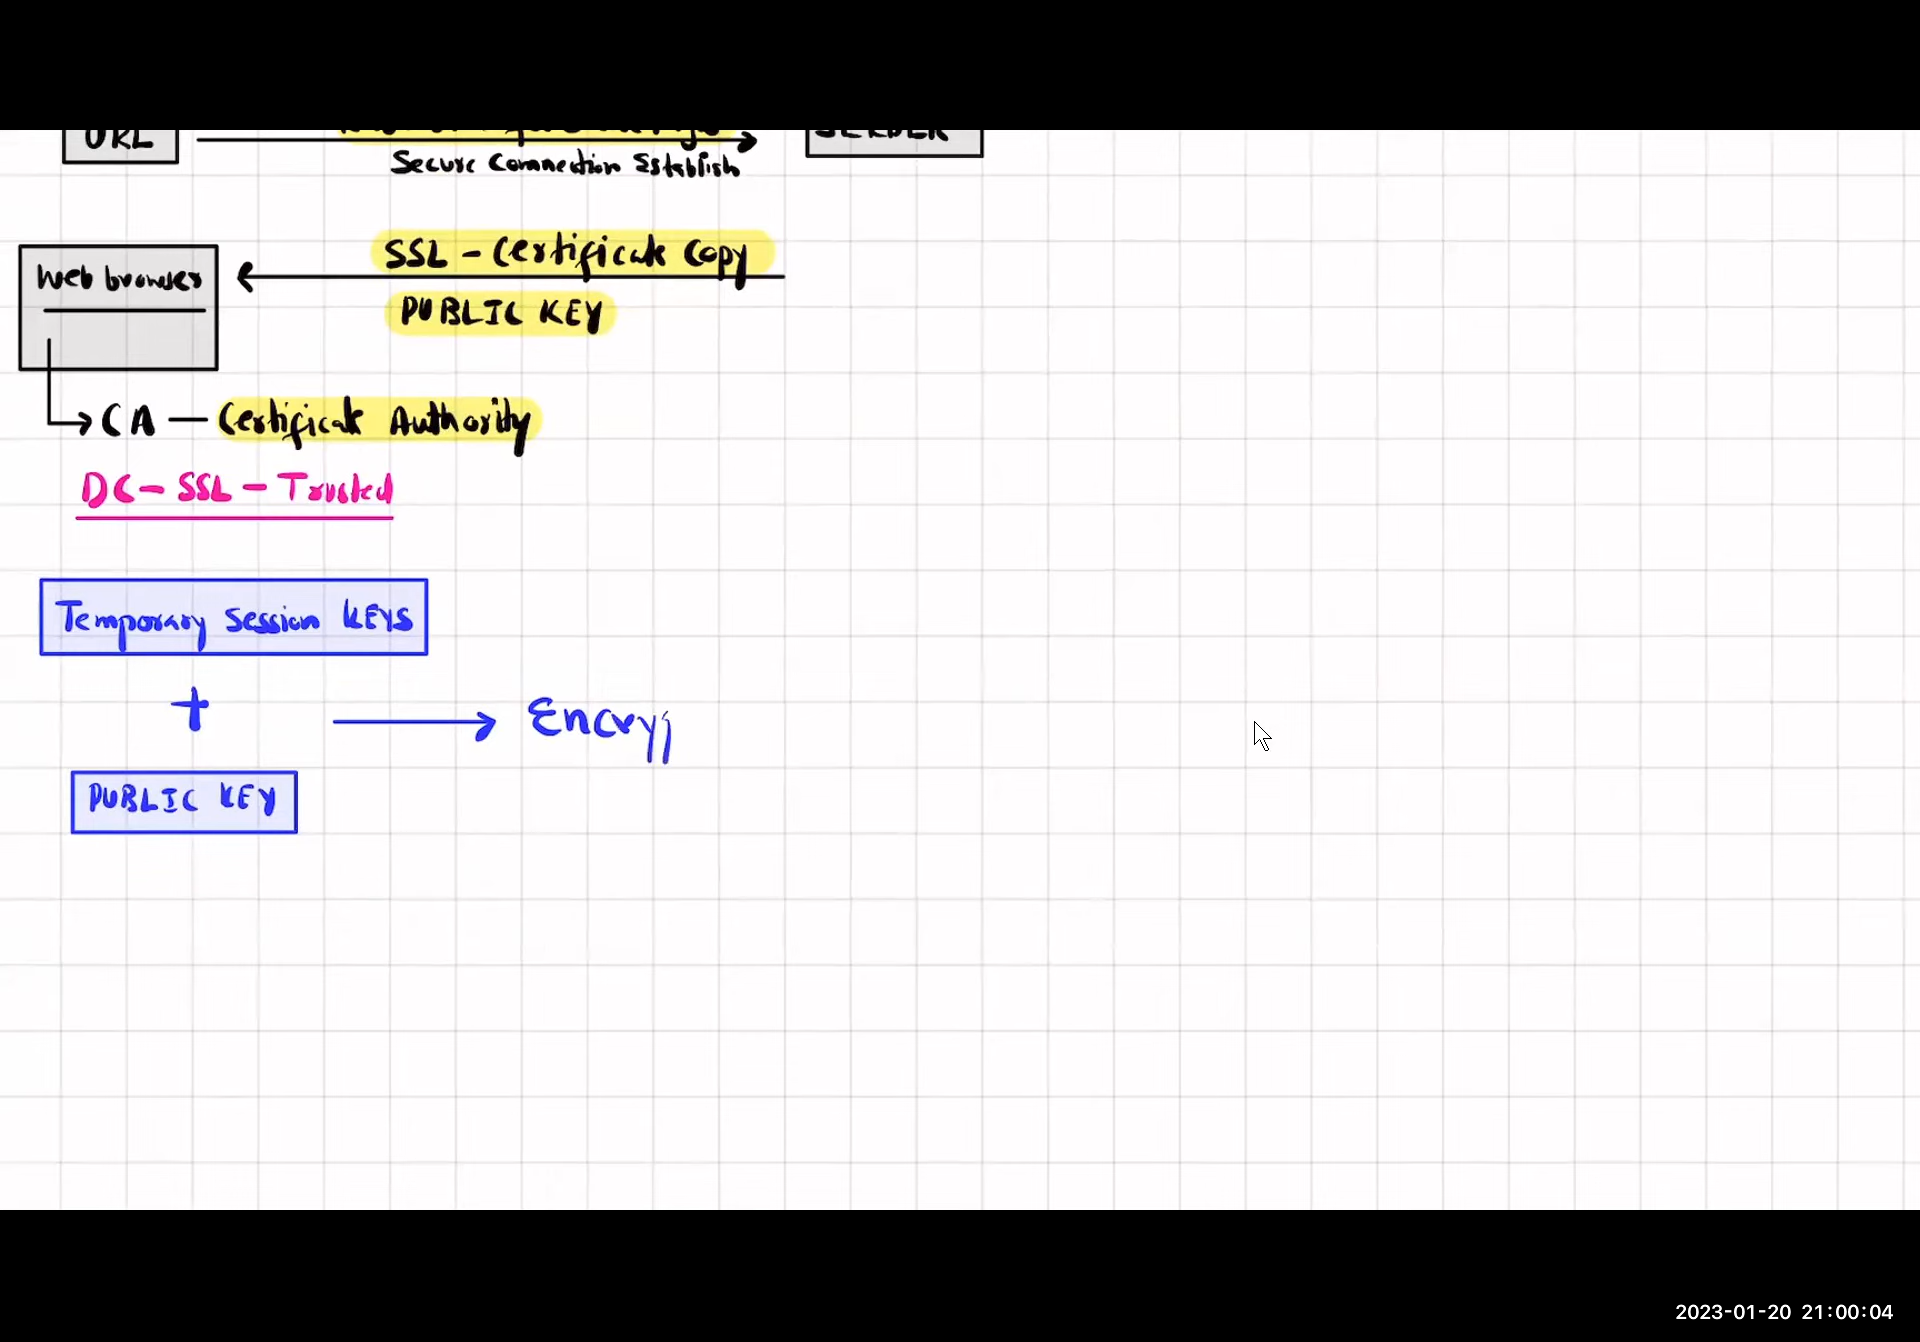 URL
Secure Connection Establish
SSL - Certificate Copy
Web browser
PUBLIC KEY
CA — Certificate Authority
DC - SSL - Trusted
Temporary Session KEYS
+
Encryp
PUBLIC KEY
2023-01-20 21:00:04